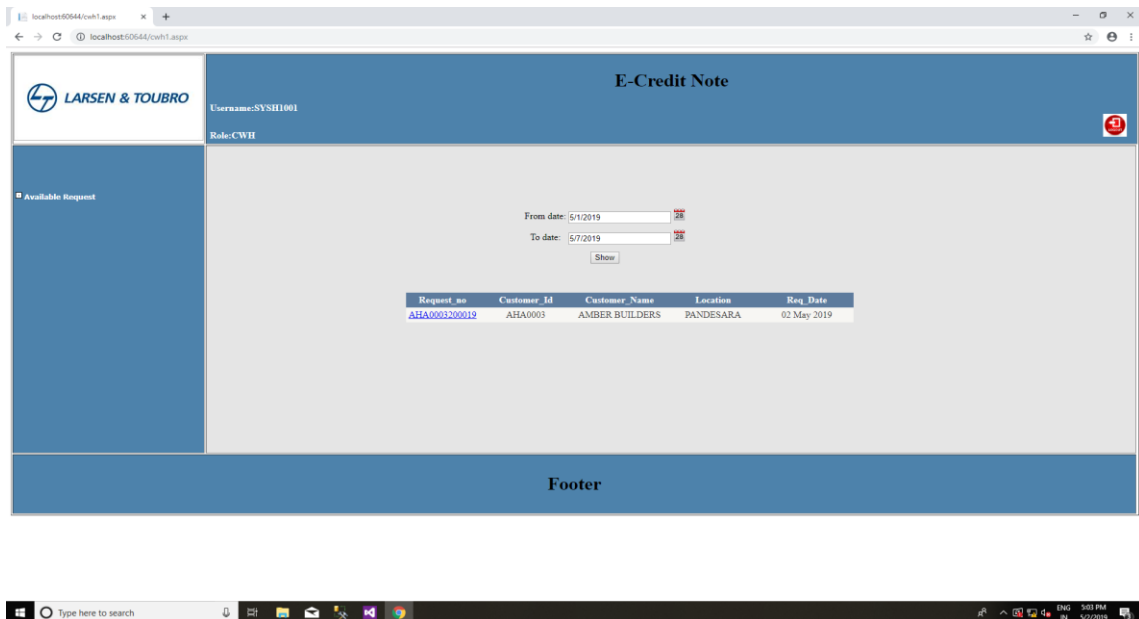 localhost:60644/cwh1.aspx
localhost:60644/cwh1.aspx
LARSEN & TOUBRO
E-Credit Note
Username:SYSH1001
Role:CWH
Available Request
From date: 5/1/2019 28
To date: 5/7/2019 28
Show
Request_no Customer_Id Customer_Name Location Req_Date
AHA0003200019 AHA0003 AMBER BUILDERS PANDESARA 02 May 2019
Footer
Type here to search
ENG 5:03 PM
IN 5/2/2019